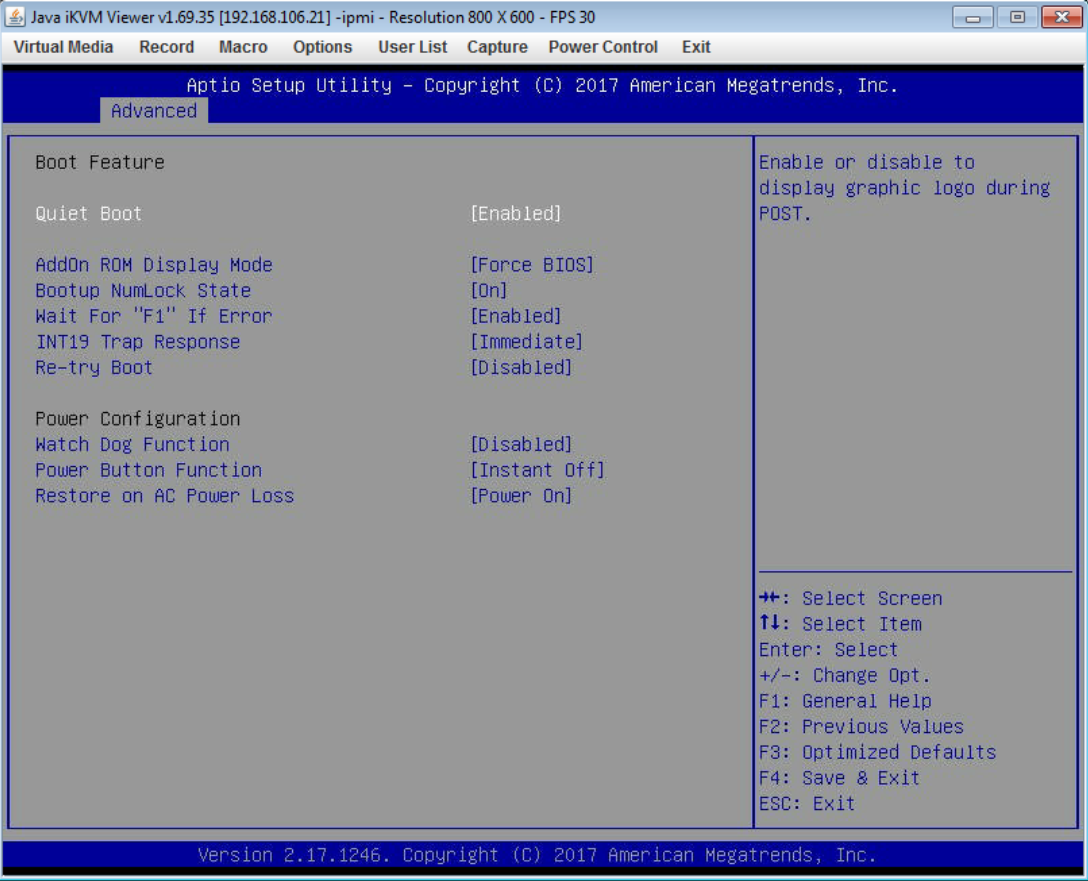 Java iKVM Viewer v1.69.35 [192.168.106.21] -ipmi - Resolution 800 X 600 - FPS 30
Virtual Media Record Macro Options User List Capture Power Control Exit
Aptio Setup Utility – Copyright (C) 2017 American Megatrends, Inc.
Advanced
Boot Feature
Quiet Boot [Enabled]
AddOn ROM Display Mode [Force BIOS]
Bootup NumLock State [On]
Wait For "F1" If Error [Enabled]
INT19 Trap Response [Immediate]
Re-try Boot [Disabled]
Power Configuration
Watch Dog Function [Disabled]
Power Button Function [Instant Off]
Restore on AC Power Loss [Power On]
Enable or disable to
display graphic logo during
POST.
→←: Select Screen
↑↓: Select Item
Enter: Select
+/-: Change Opt.
F1: General Help
F2: Previous Values
F3: Optimized Defaults
F4: Save & Exit
ESC: Exit
Version 2.17.1246. Copyright (C) 2017 American Megatrends, Inc.